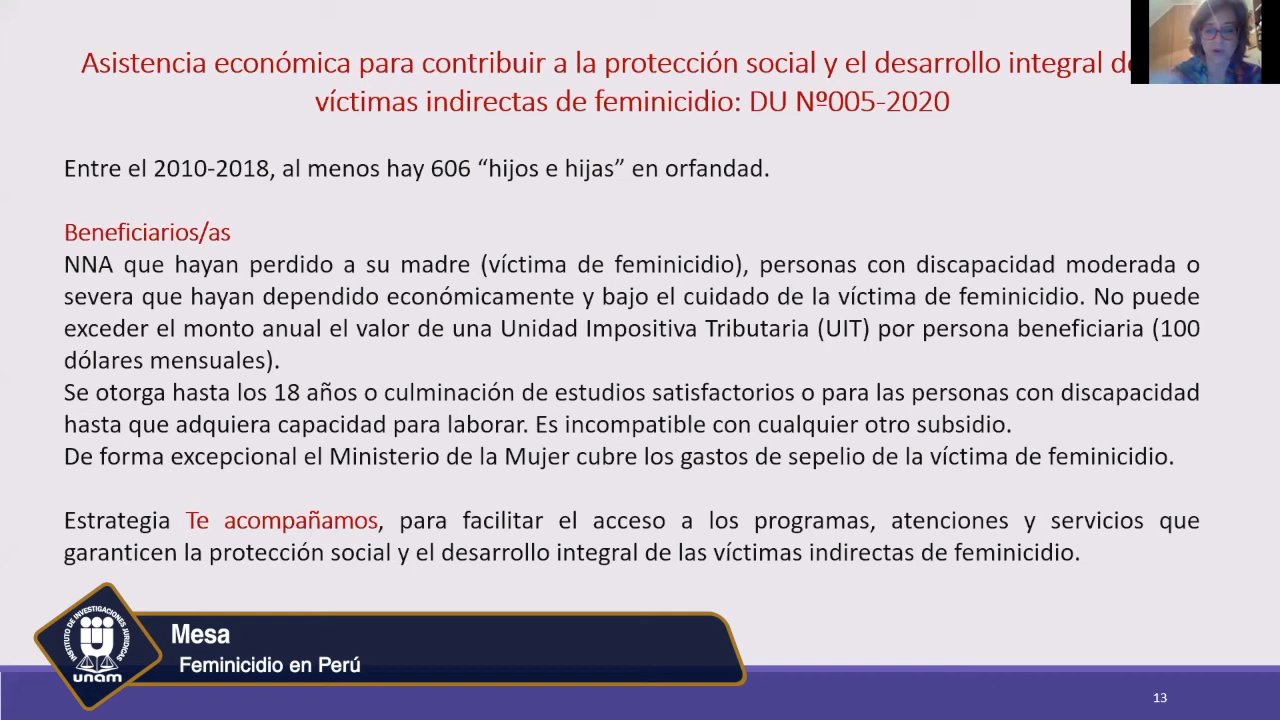 Asistencia económica para contribuir a la protección social y el desarrollo integral de
víctimas indirectas de feminicidio: DU Nº005-2020
Entre el 2010-2018, al menos hay 606 “hijos e hijas” en orfandad.
Beneficiarios/as
NNA que hayan perdido a su madre (víctima de feminicidio), personas con discapacidad moderada o
severa que hayan dependido económicamente y bajo el cuidado de la víctima de feminicidio. No puede
exceder el monto anual el valor de una Unidad Impositiva Tributaria (UIT) por persona beneficiaria (100
dólares mensuales).
Se otorga hasta los 18 años o culminación de estudios satisfactorios o para las personas con discapacidad
hasta que adquiera capacidad para laborar. Es incompatible con cualquier otro subsidio.
De forma excepcional el Ministerio de la Mujer cubre los gastos de sepelio de la víctima de feminicidio.
Estrategia Te acompañamos, para facilitar el acceso a los programas, atenciones y servicios que
garanticen la protección social y el desarrollo integral de las víctimas indirectas de feminicidio.
INSTITUTO DE INVESTIGACIONES JURÍDICAS
unam
Mesa
Feminicidio en Perú
13